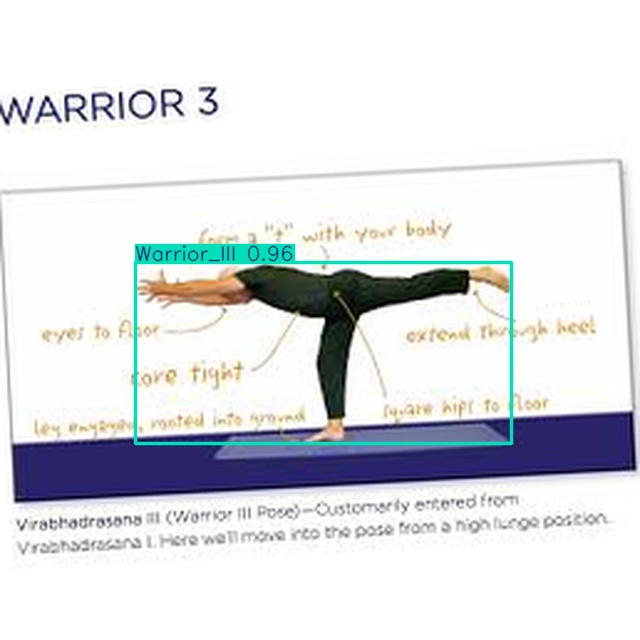 WARRIOR 3
form a "t" with your body
Warrior_III 0.96
eyes to floor
extend through heel
core tight
square hips to floor
leg engaged, rooted into ground
Virabhadrasana III (Warrior III Pose)—Customarily entered from
Virabhadrasana I. Here we'll move into the pose from a high lunge position.